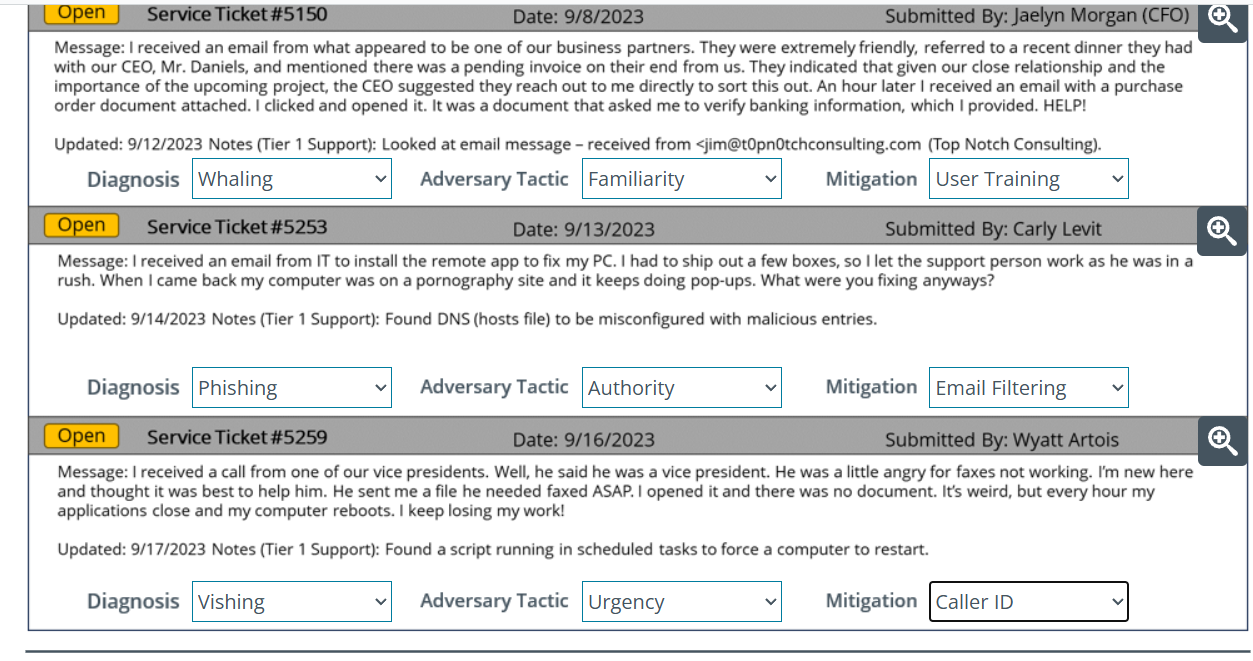 Open Service Ticket #5150 Date: 9/8/2023 Submitted By: Jaelyn Morgan (CFO)
Message: I received an email from what appeared to be one of our business partners. They were extremely friendly, referred to a recent dinner they had
with our CEO, Mr. Daniels, and mentioned there was a pending invoice on their end from us. They indicated that given our close relationship and the
importance of the upcoming project, the CEO suggested they reach out to me directly to sort this out. An hour later I received an email with a purchase
order document attached. I clicked and opened it. It was a document that asked me to verify banking information, which I provided. HELP!
Updated: 9/12/2023 Notes (Tier 1 Support): Looked at email message – received from <jim@t0pn0tchconsulting.com (Top Notch Consulting).
Diagnosis Whaling Adversary Tactic Familiarity Mitigation User Training
Open Service Ticket #5253 Date: 9/13/2023 Submitted By: Carly Levit
Message: I received an email from IT to install the remote app to fix my PC. I had to ship out a few boxes, so I let the support person work as he was in a
rush. When I came back my computer was on a pornography site and it keeps doing pop-ups. What were you fixing anyways?
Updated: 9/14/2023 Notes (Tier 1 Support): Found DNS (hosts file) to be misconfigured with malicious entries.
Diagnosis Phishing Adversary Tactic Authority Mitigation Email Filtering
Open Service Ticket #5259 Date: 9/16/2023 Submitted By: Wyatt Artois
Message: I received a call from one of our vice presidents. Well, he said he was a vice president. He was a little angry for faxes not working. I'm new here
and thought it was best to help him. He sent me a file he needed faxed ASAP. I opened it and there was no document. It's weird, but every hour my
applications close and my computer reboots. I keep losing my work!
Updated: 9/17/2023 Notes (Tier 1 Support): Found a script running in scheduled tasks to force a computer to restart.
Diagnosis Vishing Adversary Tactic Urgency Mitigation Caller ID